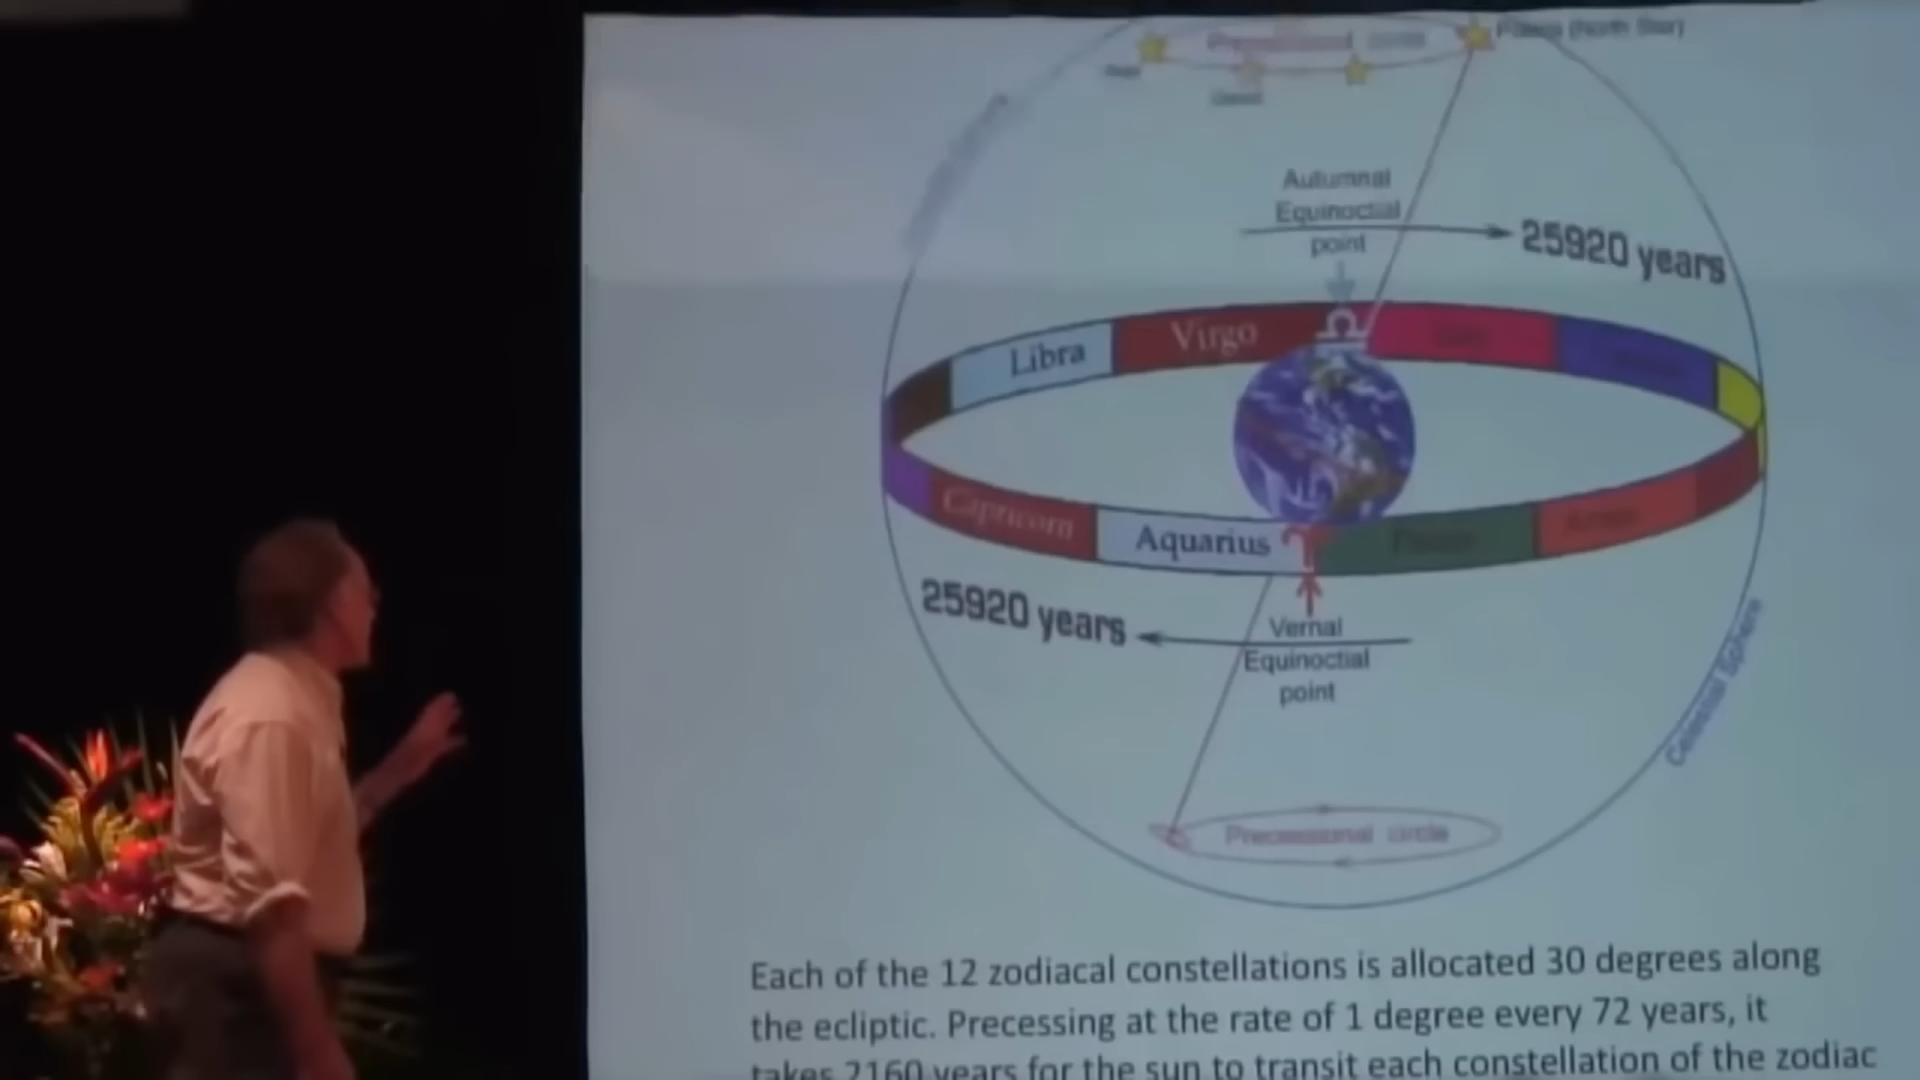 Precessional circle
(North Star)
Autumnal
Equinoctial
point
25920 years
Libra
Virgo
Capricorn
Aquarius
25920 years
Vernal
Equinoctial
point
Celestial Sphere
Precessional circle
Each of the 12 zodiacal constellations is allocated 30 degrees along
the ecliptic. Precessing at the rate of 1 degree every 72 years, it
takes 2160 years for the sun to transit each constellation of the zodiac